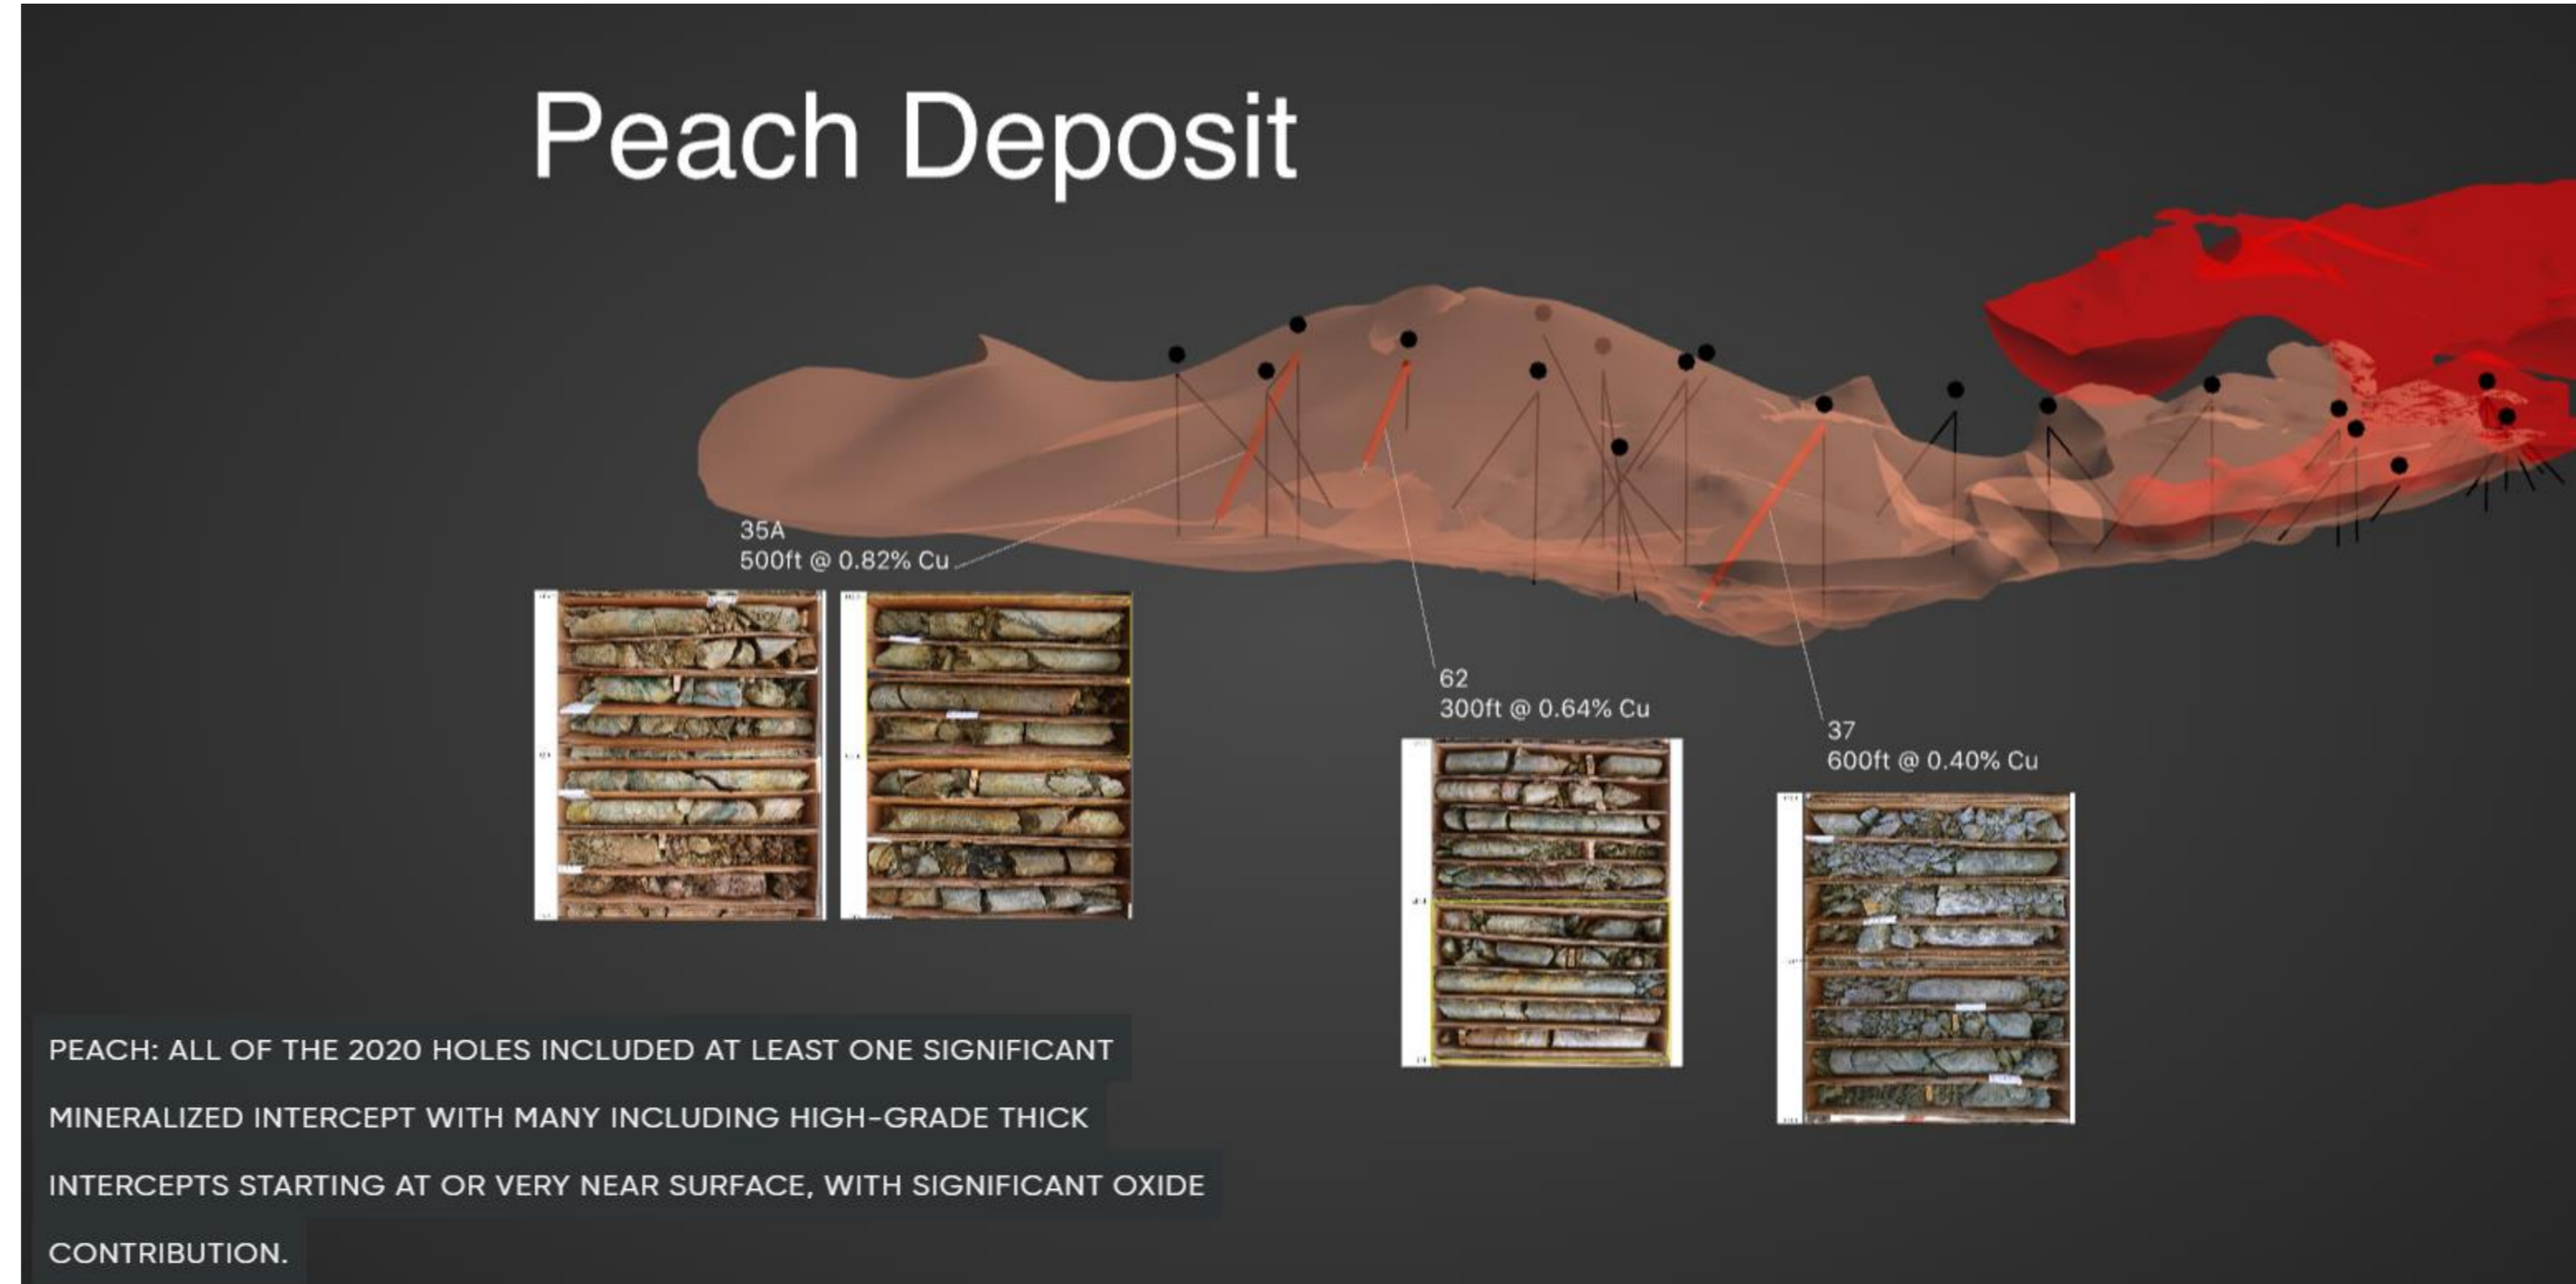 Peach Deposit
35A
500ft @ 0.82% Cu
62
300ft @ 0.64% Cu
37
600ft @ 0.40% Cu
PEACH: ALL OF THE 2020 HOLES INCLUDED AT LEAST ONE SIGNIFICANT
MINERALIZED INTERCEPT WITH MANY INCLUDING HIGH-GRADE THICK
INTERCEPTS STARTING AT OR VERY NEAR SURFACE, WITH SIGNIFICANT OXIDE
CONTRIBUTION.